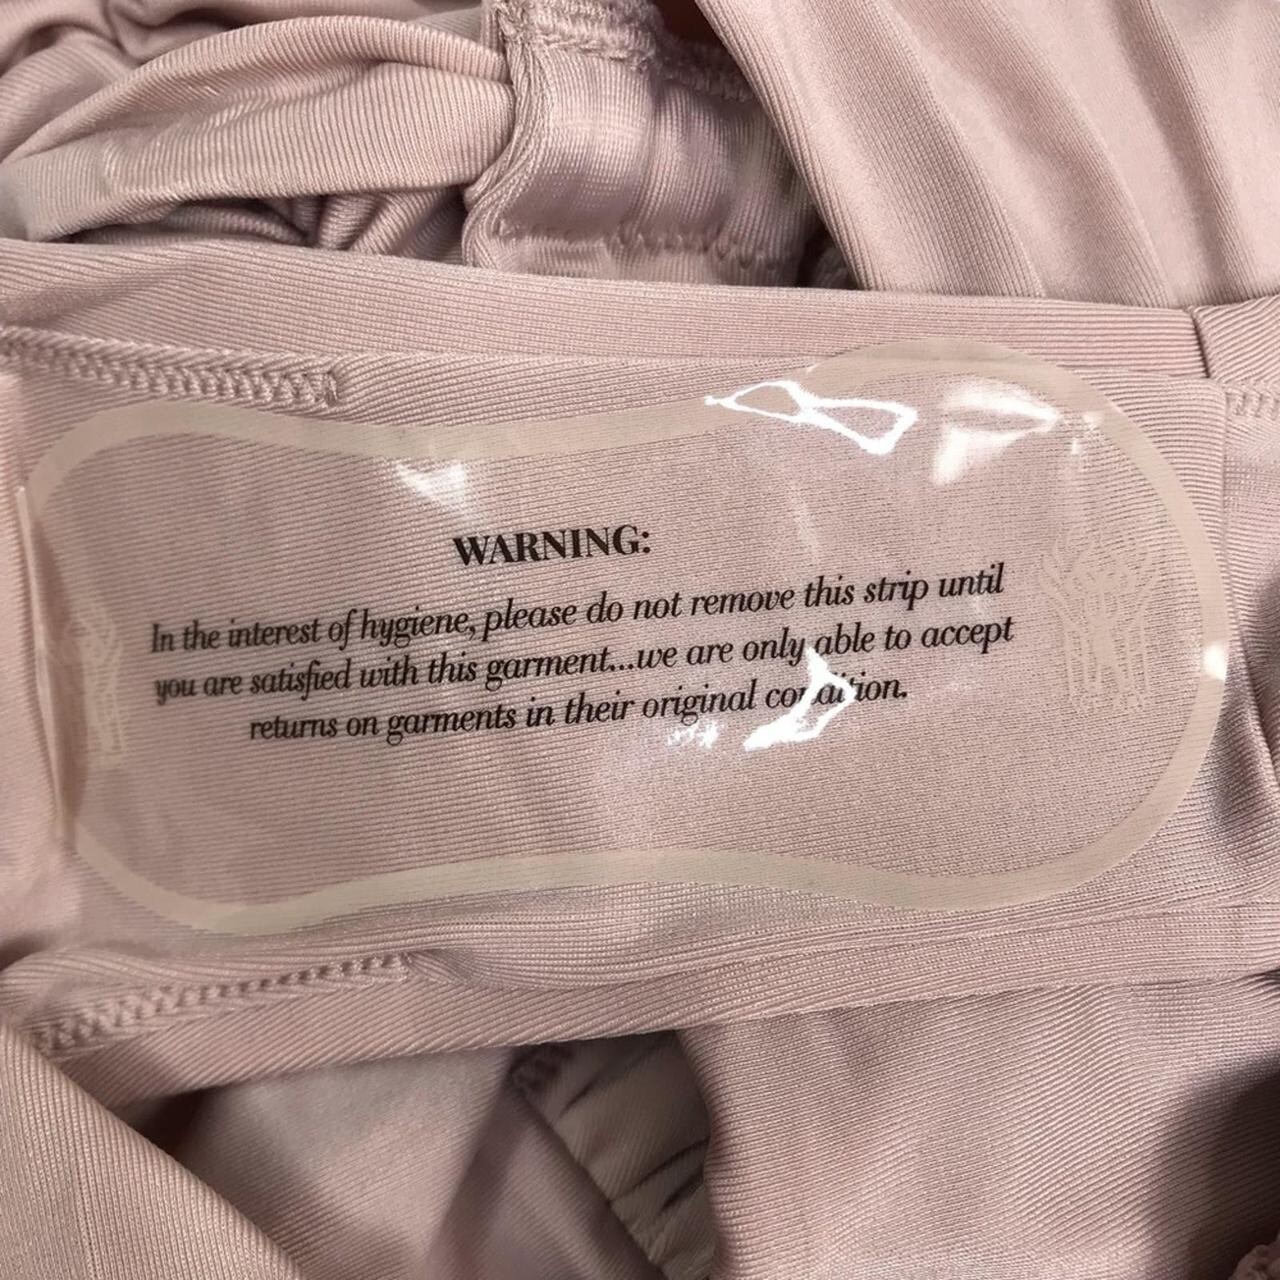 WARNING:
In the interest of hygiene, please do not remove this strip until
you are satisfied with this garment...we are only able to accept
returns on garments in their original condition.